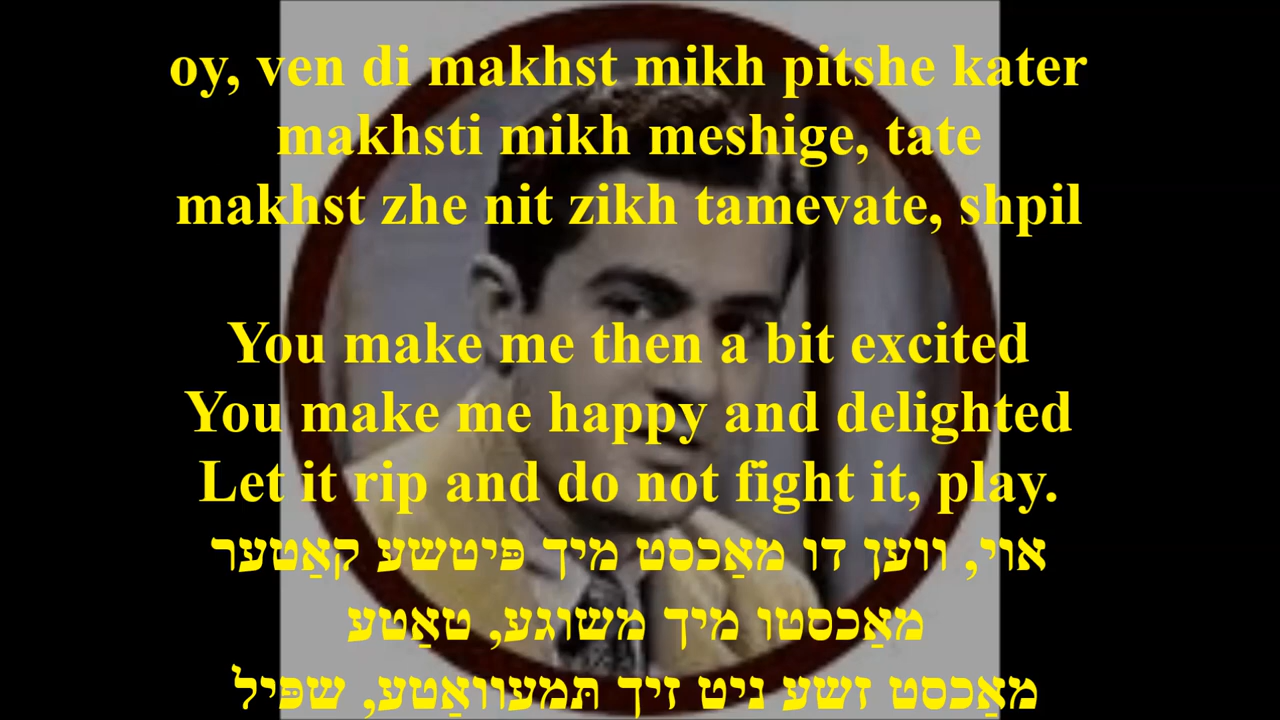 oy, ven di makhst mikh pitshe kater
makhsti mikh meshige, tate
makhst zhe nit zikh tamevate, shpil
You make me then a bit excited
You make me happy and delighted
Let it rip and do not fight it, play.
אוי, ווען דו מאַכסט מיך פּיטשע קאַטער
מאַכסטו מיך משוגע, טאַטע
מאַכסט זשע ניט זיך תּמעוואַטע, שפּיל